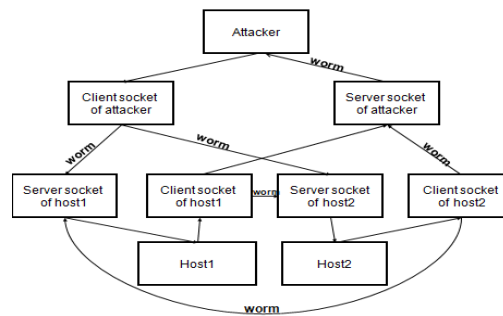 Attacker
worm
Client socket
of attacker
Server socket
of attacker
worm
worm
worm
Server socket
of host1
Client socket
of host1
worm
Server socket
of host2
Client socket
of host2
Host1
Host2
worm